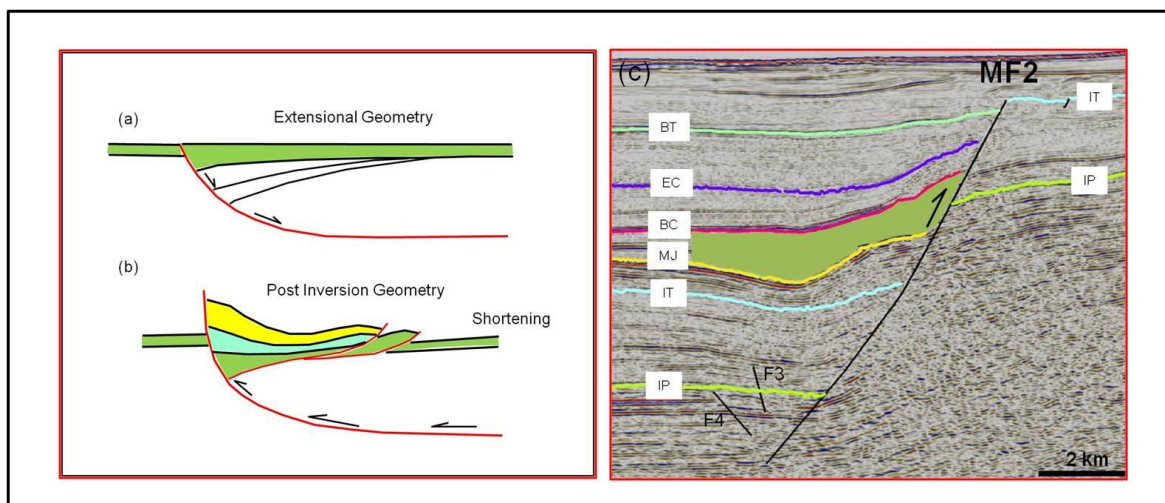 (a)
Extensional Geometry
(b)
Post Inversion Geometry
Shortening
(c)
MF2
IT
BT
EC
IP
BC
MJ
IT
F3
IP
F4
2 km